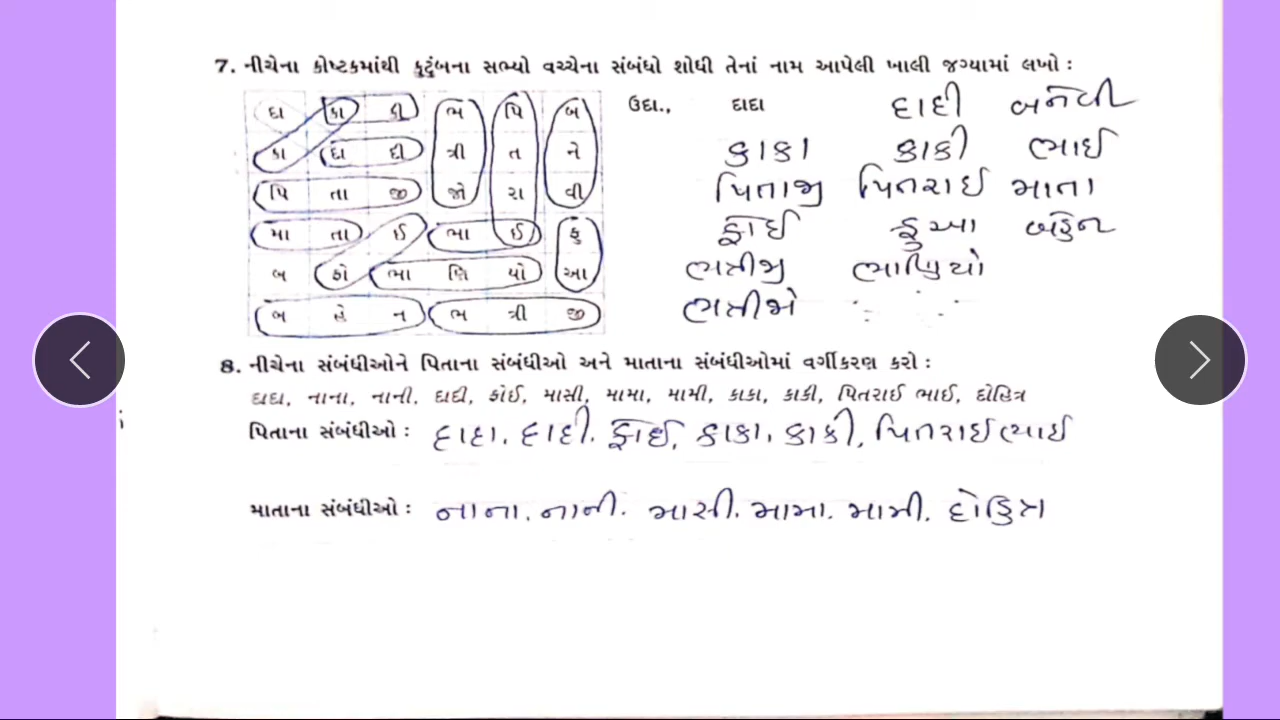 7. નીચેના કોષ્ટકમાંથી કુટુંબના સભ્યો વચ્ચેના સંબંધો શોધી તેનાં નામ આપેલી ખાલી જગ્યામાં લખો :
દા કા કી ભ પિ બ
કા દા દી ત્રી ત ને
પિ તા જી જો રા વી
મા તા ઈ ભા ઈ ફુ
બ ફો ભા ણિ યો આ
બ હે ન ભ ત્રી જી
ઉદા., દાદા દાદી બનેવી
કાકા કાકી ભાઈ
પિતાજી પિતરાઈ માતા
ફોઈ ફુઆ બહેન
ભત્રીજી ભાણિયો
ભત્રીજો
8. નીચેના સંબંધીઓને પિતાના સંબંધીઓ અને માતાના સંબંધીઓમાં વર્ગીકરણ કરો :
દાદા, નાના, નાની, દાદી, ફોઈ, માસી, મામા, મામી, કાકા, કાકી, પિતરાઈ ભાઈ, દોહિત્ર
પિતાના સંબંધીઓ : દાદા, દાદી, ફોઈ, કાકા, કાકી, પિતરાઈ ભાઈ
માતાના સંબંધીઓ : નાના, નાની, માસી, મામા, મામી, દોહિત્ર